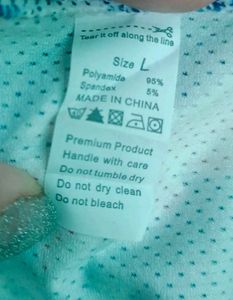 Tear it off along the line
Size L
Polyamide 95%
Spandex 5%
MADE IN CHINA
Premium Product
Handle with care
Do not tumble dry
Do not dry clean
Do not bleach